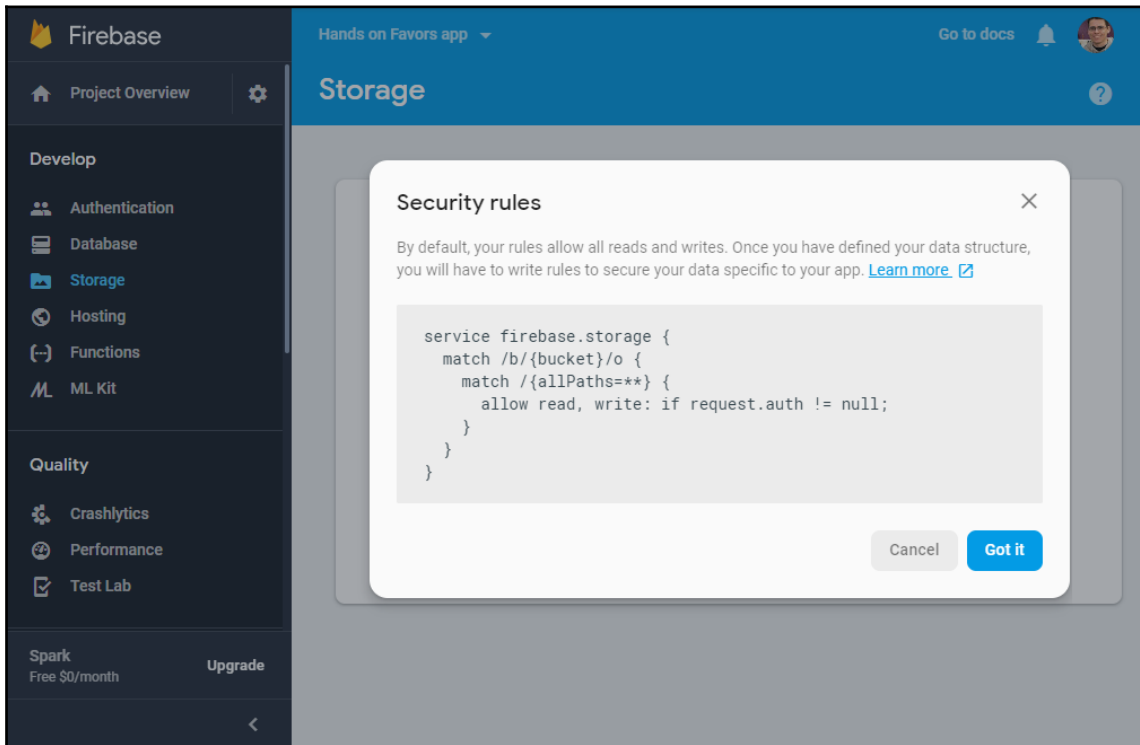 Firebase
Hands on Favors app
Go to docs
Project Overview
Storage
Develop
Authentication
Database
Storage
Hosting
Functions
ML Kit
Quality
Crashlytics
Performance
Test Lab
Spark
Free $0/month
Upgrade
Security rules
By default, your rules allow all reads and writes. Once you have defined your data structure,
you will have to write rules to secure your data specific to your app. Learn more
service firebase.storage {
  match /b/{bucket}/o {
    match /{allPaths=**} {
      allow read, write: if request.auth != null;
    }
  }
}
Cancel
Got it